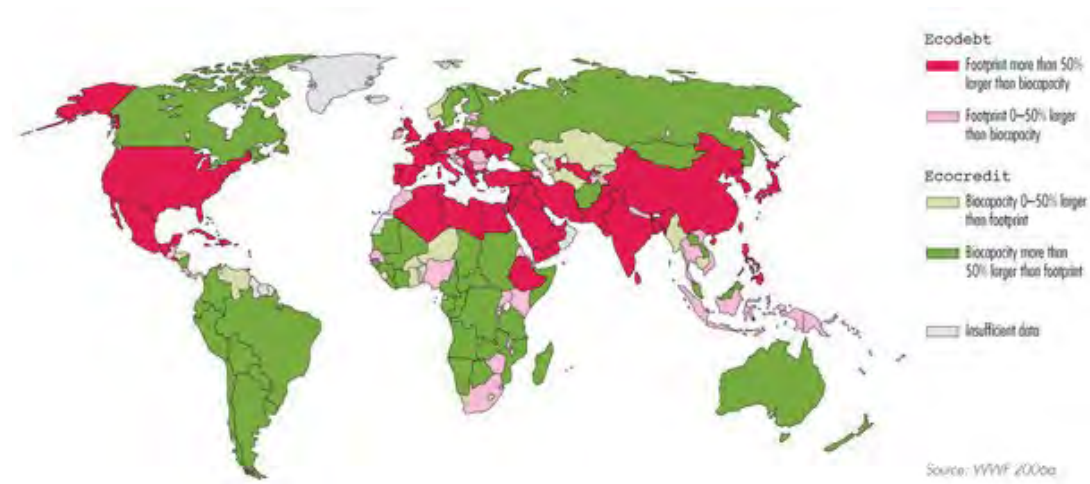 Ecodebt
Footprint more than 50%
larger than biocapacity
Footprint 0–50% larger
than biocapacity
Ecocredit
Biocapacity 0–50% larger
than footprint
Biocapacity more than
50% larger than footprint
Insufficient data
Source: WWF 2006a